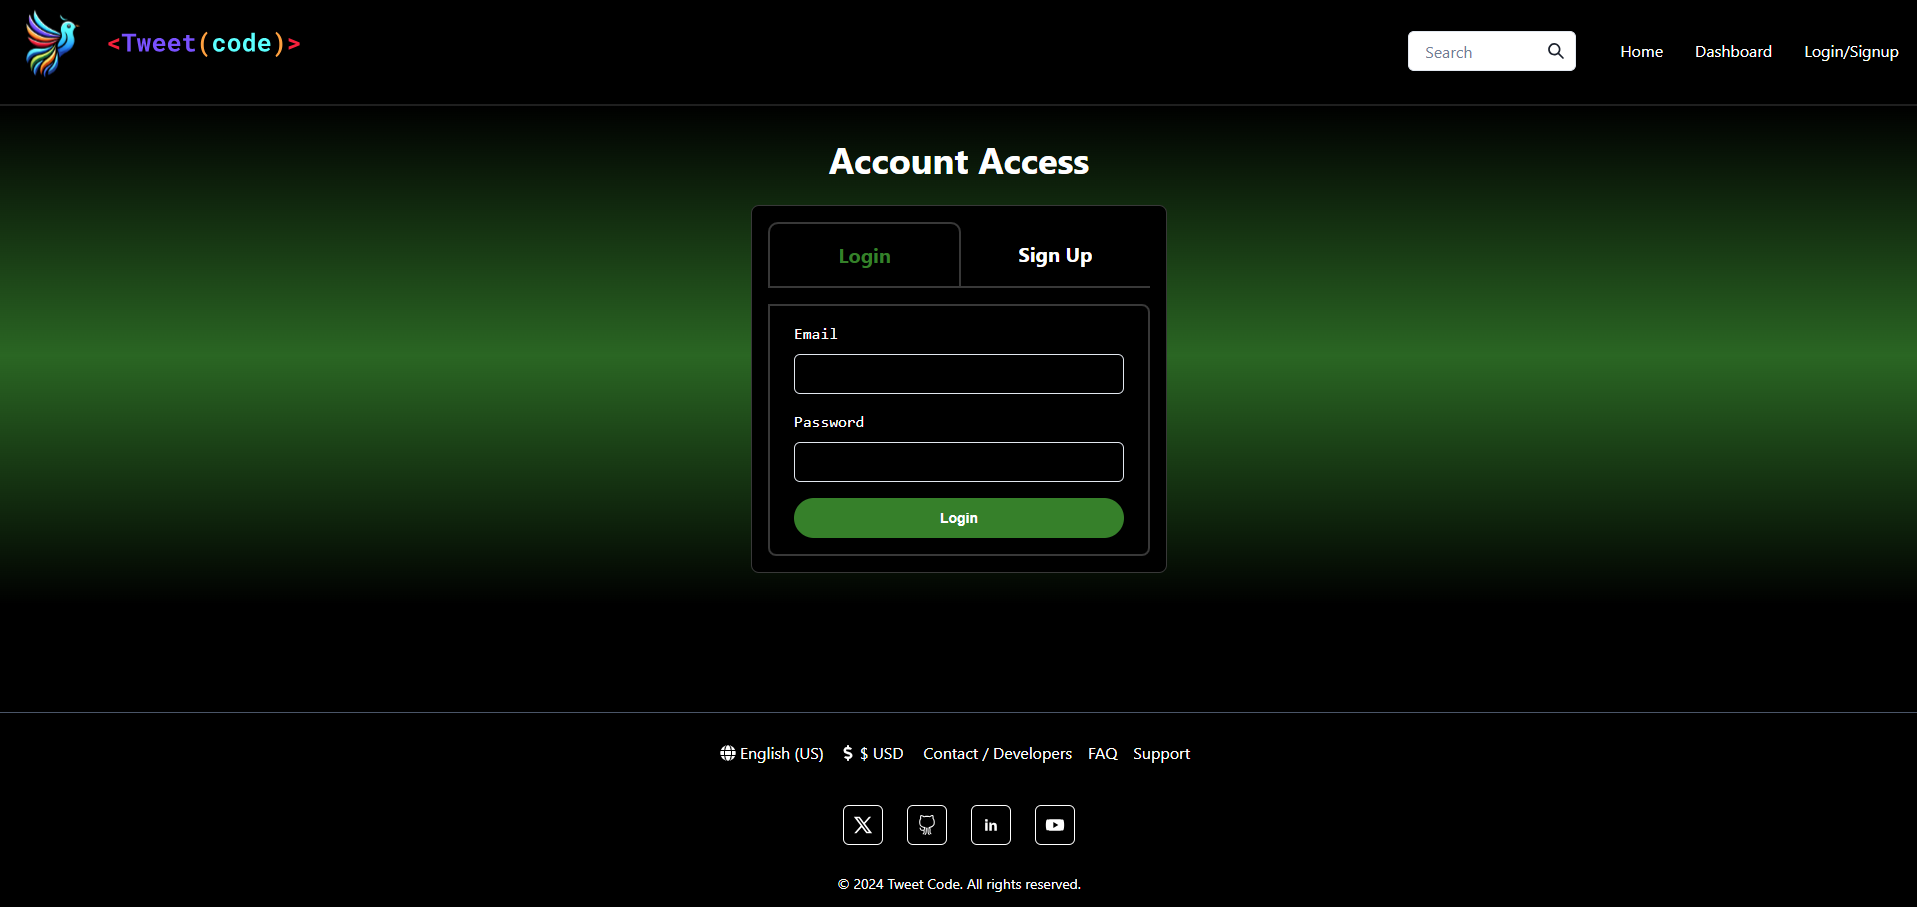 <Tweet(code)>
Search
Home
Dashboard
Login/Signup
Account Access
Login
Sign Up
Email
Password
Login
English (US)
$ $ USD
Contact / Developers
FAQ
Support
X
in
© 2024 Tweet Code. All rights reserved.